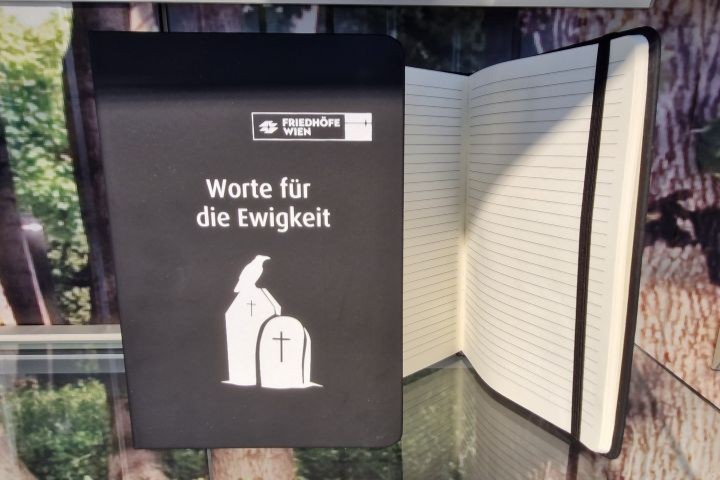 FRIEDHÖFE
WIEN
Worte für
die Ewigkeit